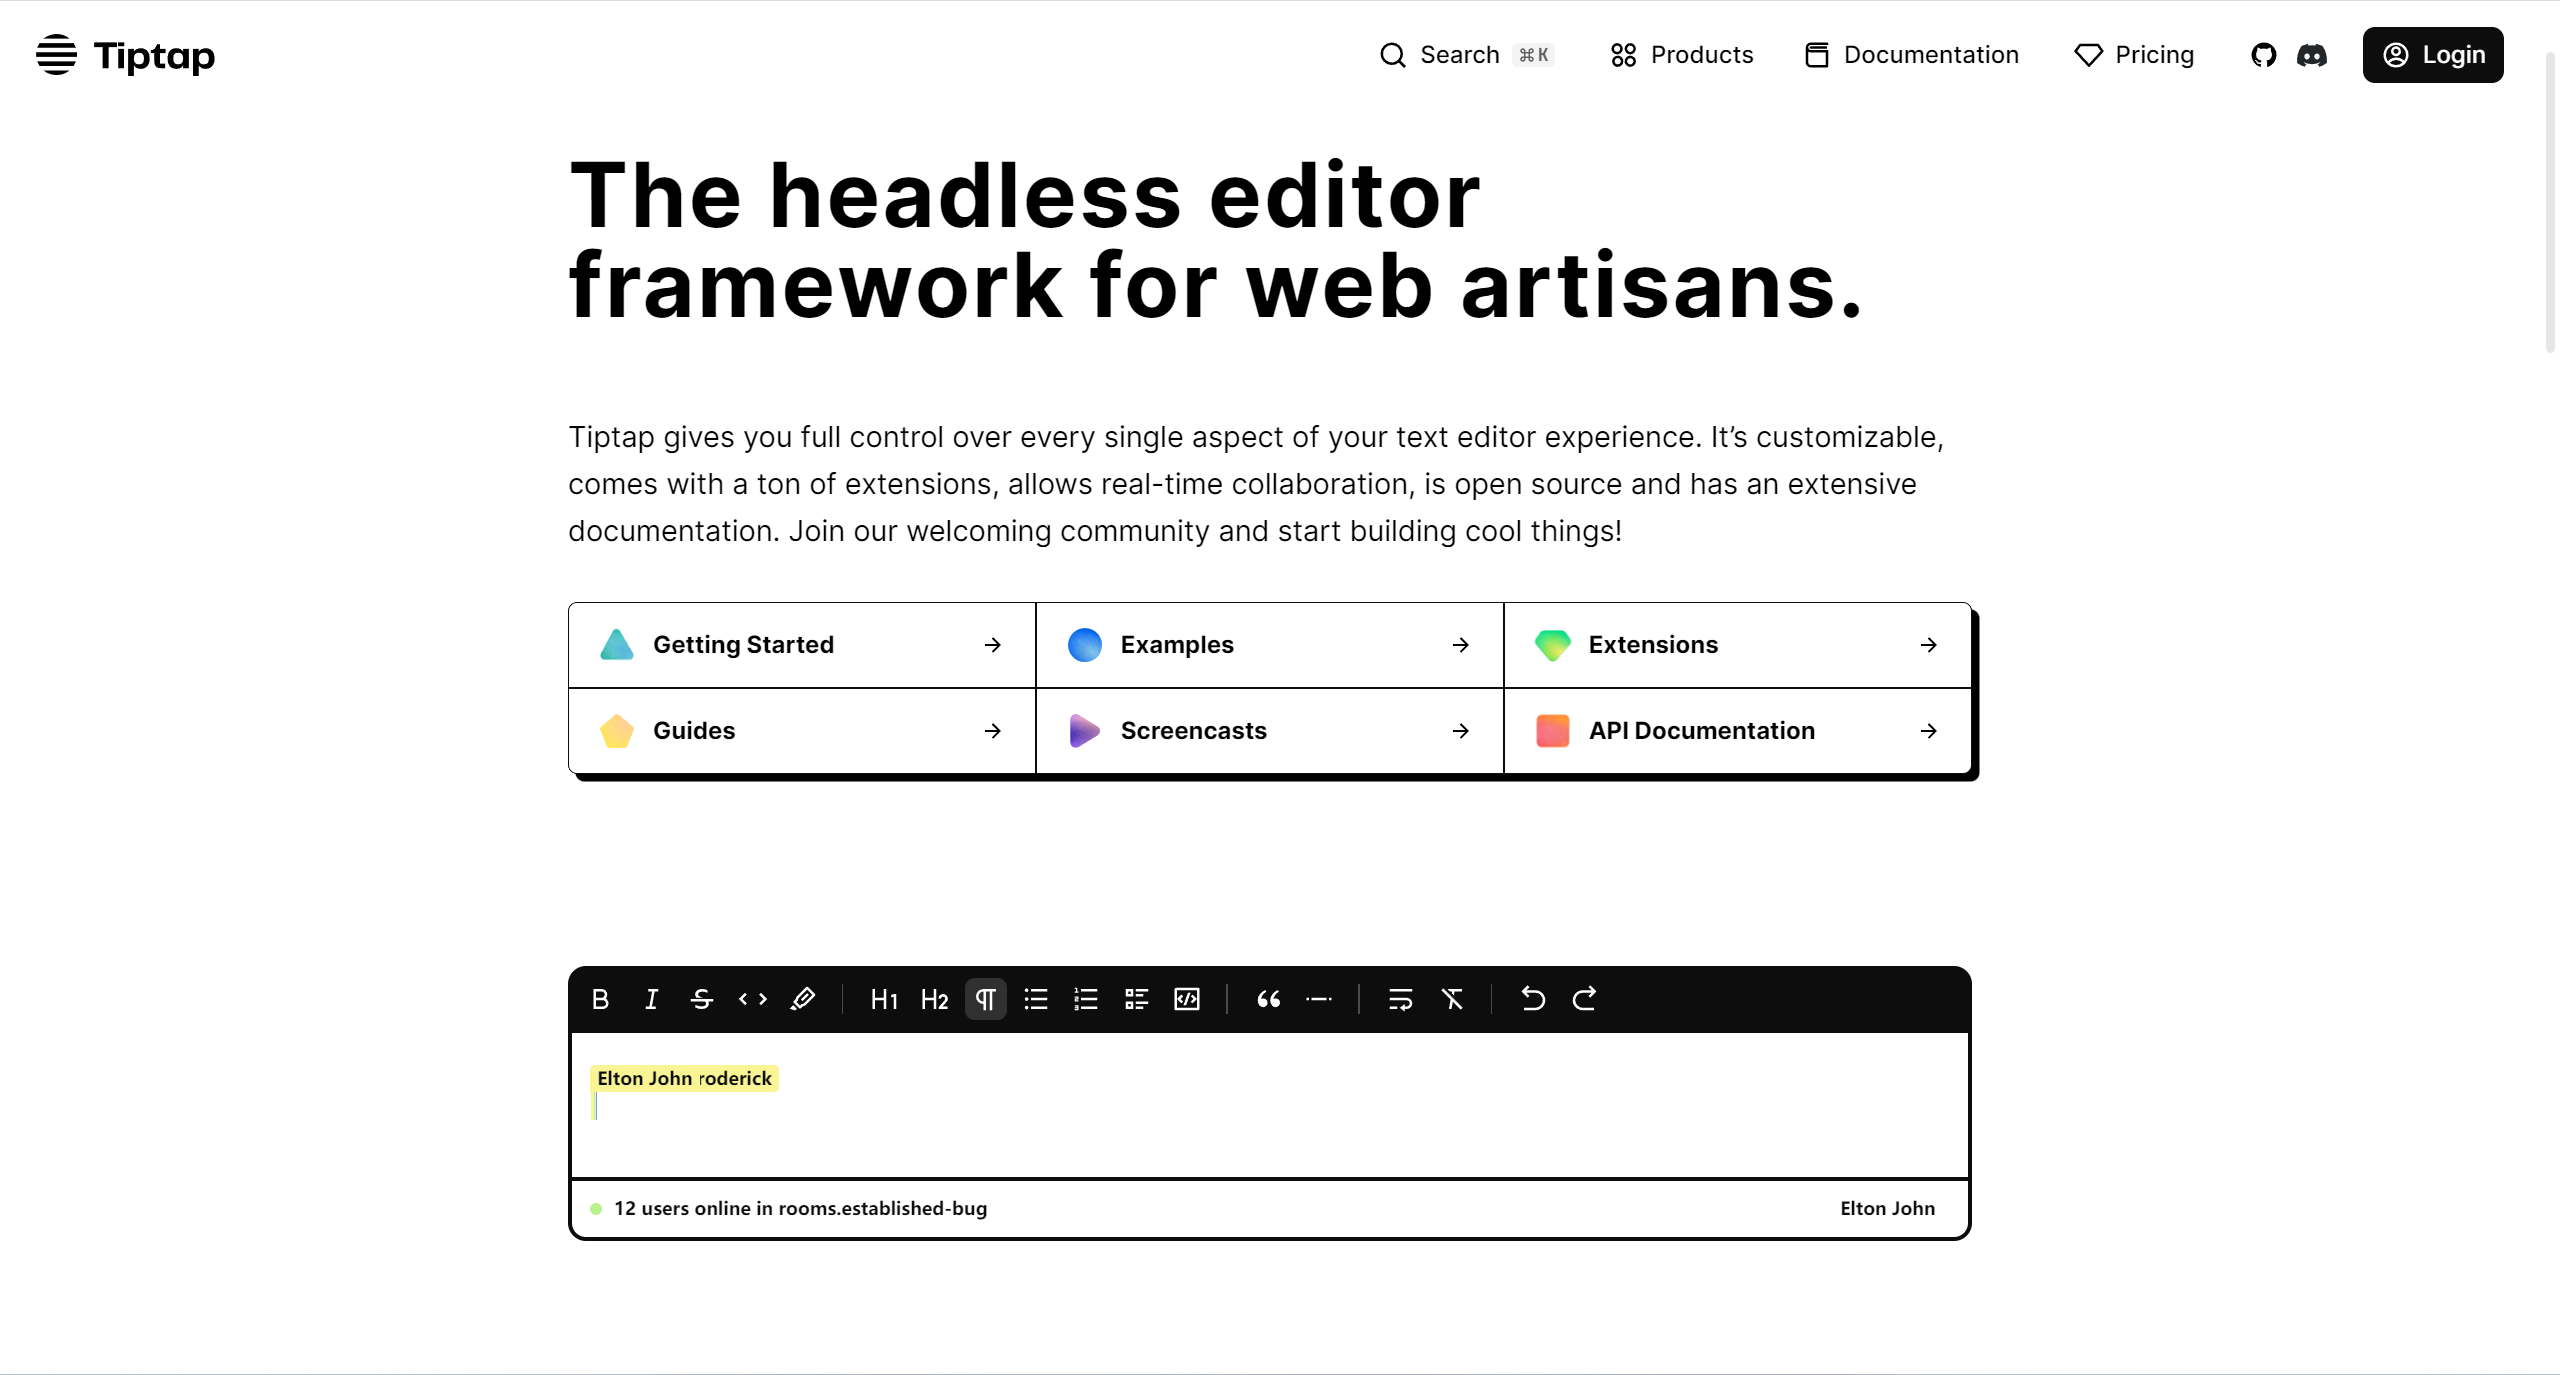 Tiptap
Search ⌘K Products Documentation Pricing Login
The headless editor
framework for web artisans.
Tiptap gives you full control over every single aspect of your text editor experience. It’s customizable,
comes with a ton of extensions, allows real-time collaboration, is open source and has an extensive
documentation. Join our welcoming community and start building cool things!
Getting Started → Examples → Extensions →
Guides → Screencasts → API Documentation →
B I S <> H1 H2 ¶
Elton John roderick
12 users online in rooms.established-bug Elton John